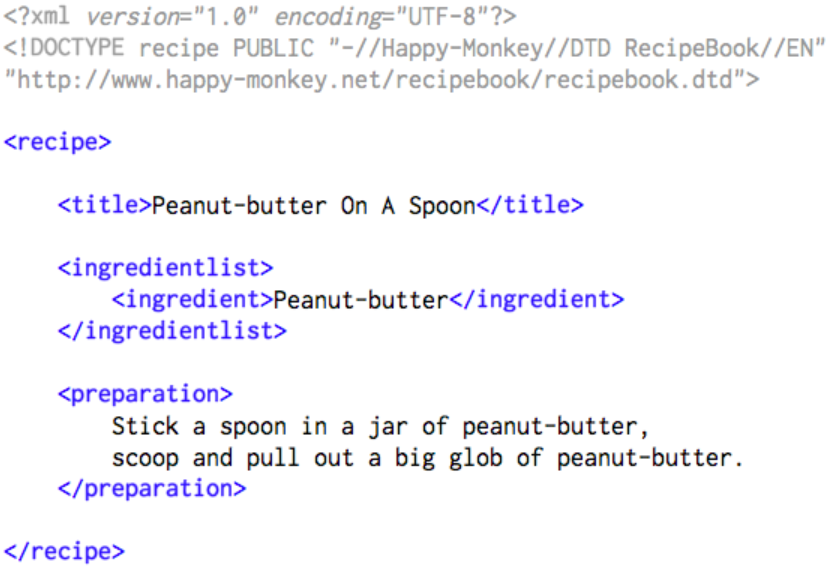 <?xml version="1.0" encoding="UTF-8"?>
<!DOCTYPE recipe PUBLIC "-//Happy-Monkey//DTD RecipeBook//EN"
"http://www.happy-monkey.net/recipebook/recipebook.dtd">
<recipe>
<title>Peanut-butter On A Spoon</title>
<ingredientlist>
<ingredient>Peanut-butter</ingredient>
</ingredientlist>
<preparation>
Stick a spoon in a jar of peanut-butter,
scoop and pull out a big glob of peanut-butter.
</preparation>
</recipe>